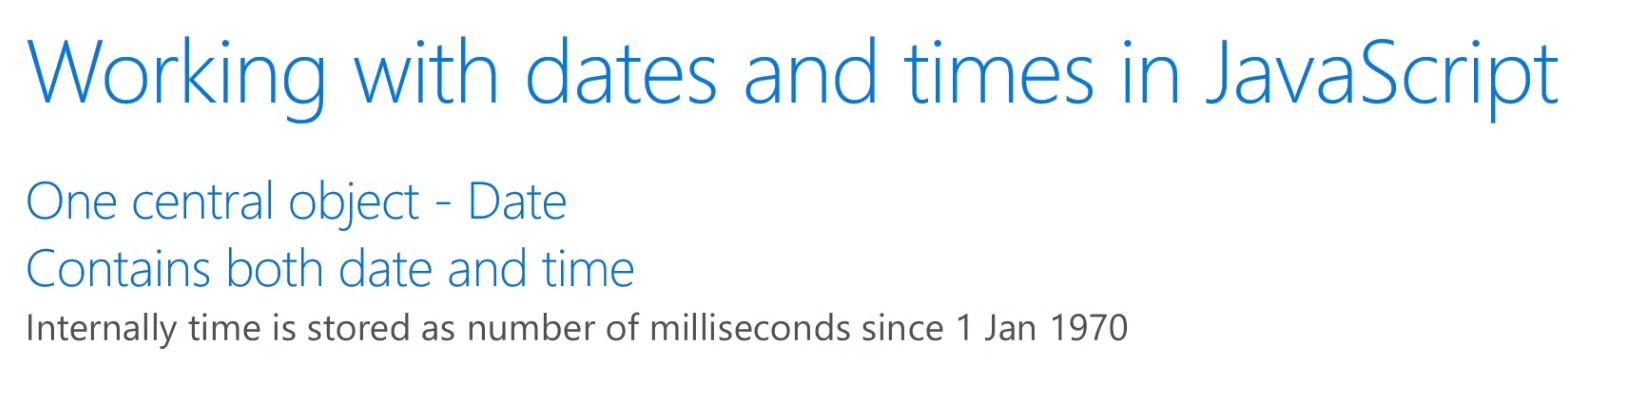 Working with dates and times in JavaScript
One central object - Date
Contains both date and time
Internally time is stored as number of milliseconds since 1 Jan 1970